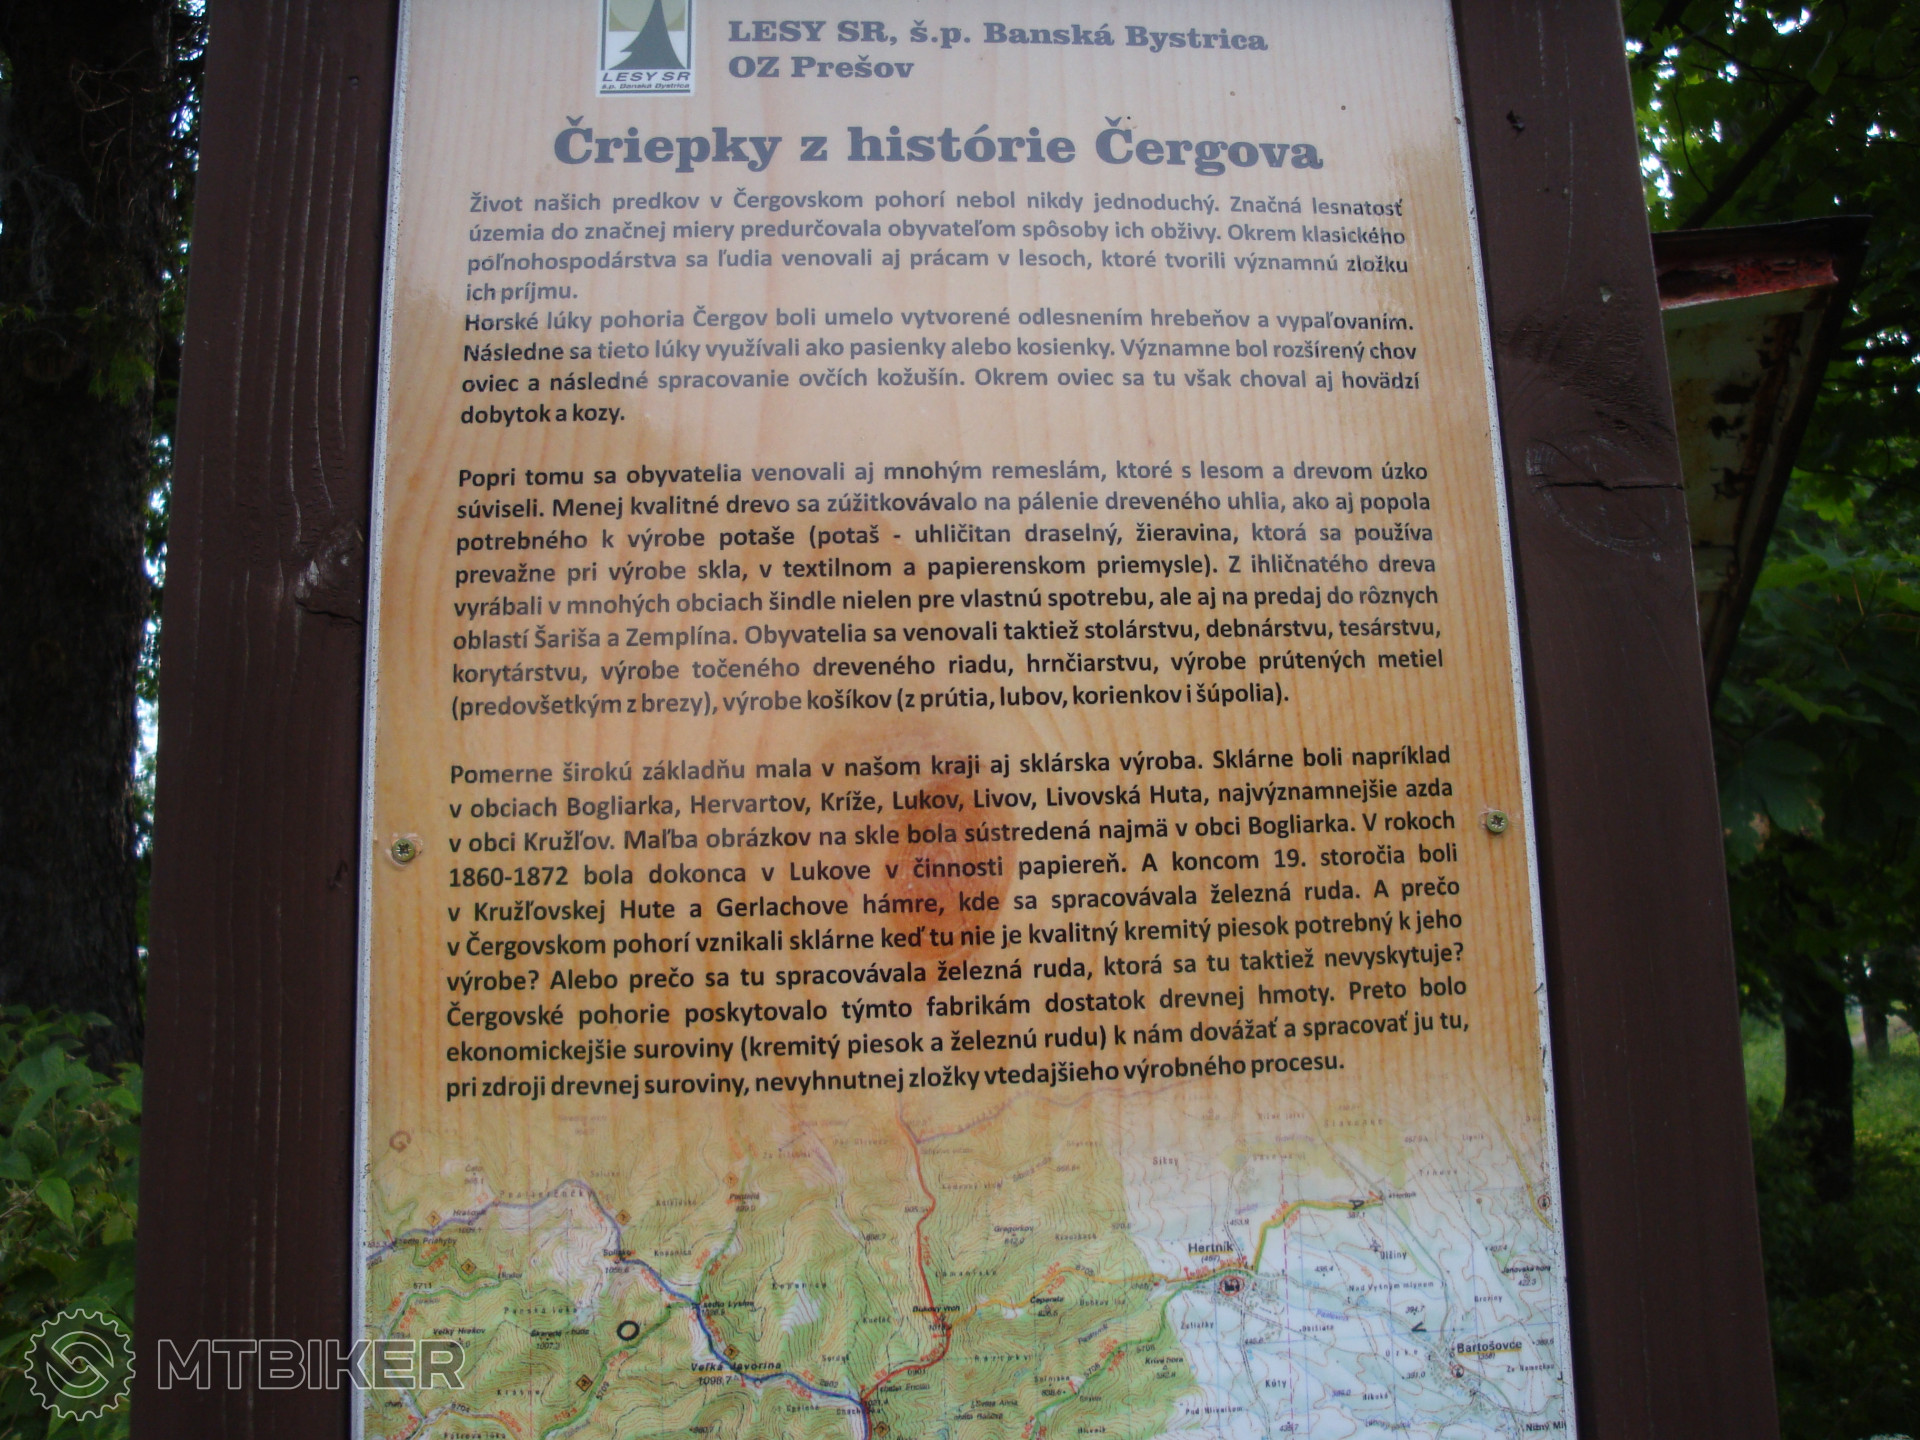 LESY SR
š.p. Banská Bystrica
LESY SR, š.p. Banská Bystrica
OZ Prešov
Čriepky z histórie Čergova
Život našich predkov v Čergovskom pohorí nebol nikdy jednoduchý. Značná lesnatosť
územia do značnej miery predurčovala obyvateľom spôsoby ich obživy. Okrem klasického
poľnohospodárstva sa ľudia venovali aj prácam v lesoch, ktoré tvorili významnú zložku
ich príjmu.
Horské lúky pohoria Čergov boli umelo vytvorené odlesnením hrebeňov a vypaľovaním.
Následne sa tieto lúky využívali ako pasienky alebo kosienky. Významne bol rozšírený chov
oviec a následné spracovanie ovčích kožušín. Okrem oviec sa tu však choval aj hovädzí
dobytok a kozy.
Popri tomu sa obyvatelia venovali aj mnohým remeslám, ktoré s lesom a drevom úzko
súviseli. Menej kvalitné drevo sa zúžitkovávalo na pálenie dreveného uhlia, ako aj popola
potrebného k výrobe potaše (potaš - uhličitan draselný, žieravina, ktorá sa používa
prevažne pri výrobe skla, v textilnom a papierenskom priemysle). Z ihličnatého dreva
vyrábali v mnohých obciach šindle nielen pre vlastnú spotrebu, ale aj na predaj do rôznych
oblastí Šariša a Zemplína. Obyvatelia sa venovali taktiež stolárstvu, debnárstvu, tesárstvu,
korytárstvu, výrobe točeného dreveného riadu, hrnčiarstvu, výrobe prútených metiel
(predovšetkým z brezy), výrobe košíkov (z prútia, lubov, korienkov i šúpolia).
Pomerne širokú základňu mala v našom kraji aj sklárska výroba. Sklárne boli napríklad
v obciach Bogliarka, Hervartov, Kríže, Lukov, Livov, Livovská Huta, najvýznamnejšie azda
v obci Kružľov. Maľba obrázkov na skle bola sústredená najmä v obci Bogliarka. V rokoch
1860-1872 bola dokonca v Lukove v činnosti papiereň. A koncom 19. storočia boli
v Kružľovskej Hute a Gerlachove hámre, kde sa spracovávala železná ruda. A prečo
v Čergovskom pohorí vznikali sklárne keď tu nie je kvalitný kremitý piesok potrebný k jeho
výrobe? Alebo prečo sa tu spracovávala železná ruda, ktorá sa tu taktiež nevyskytuje?
Čergovské pohorie poskytovalo týmto fabrikám dostatok drevnej hmoty. Preto bolo
ekonomickejšie suroviny (kremitý piesok a železnú rudu) k nám dovážať a spracovať ju tu,
pri zdroji drevnej suroviny, nevyhnutnej zložky vtedajšieho výrobného procesu.
Hertník
Bukový vrch
Veľká Javorina
1098,7
Bartošovce
MTBIKER